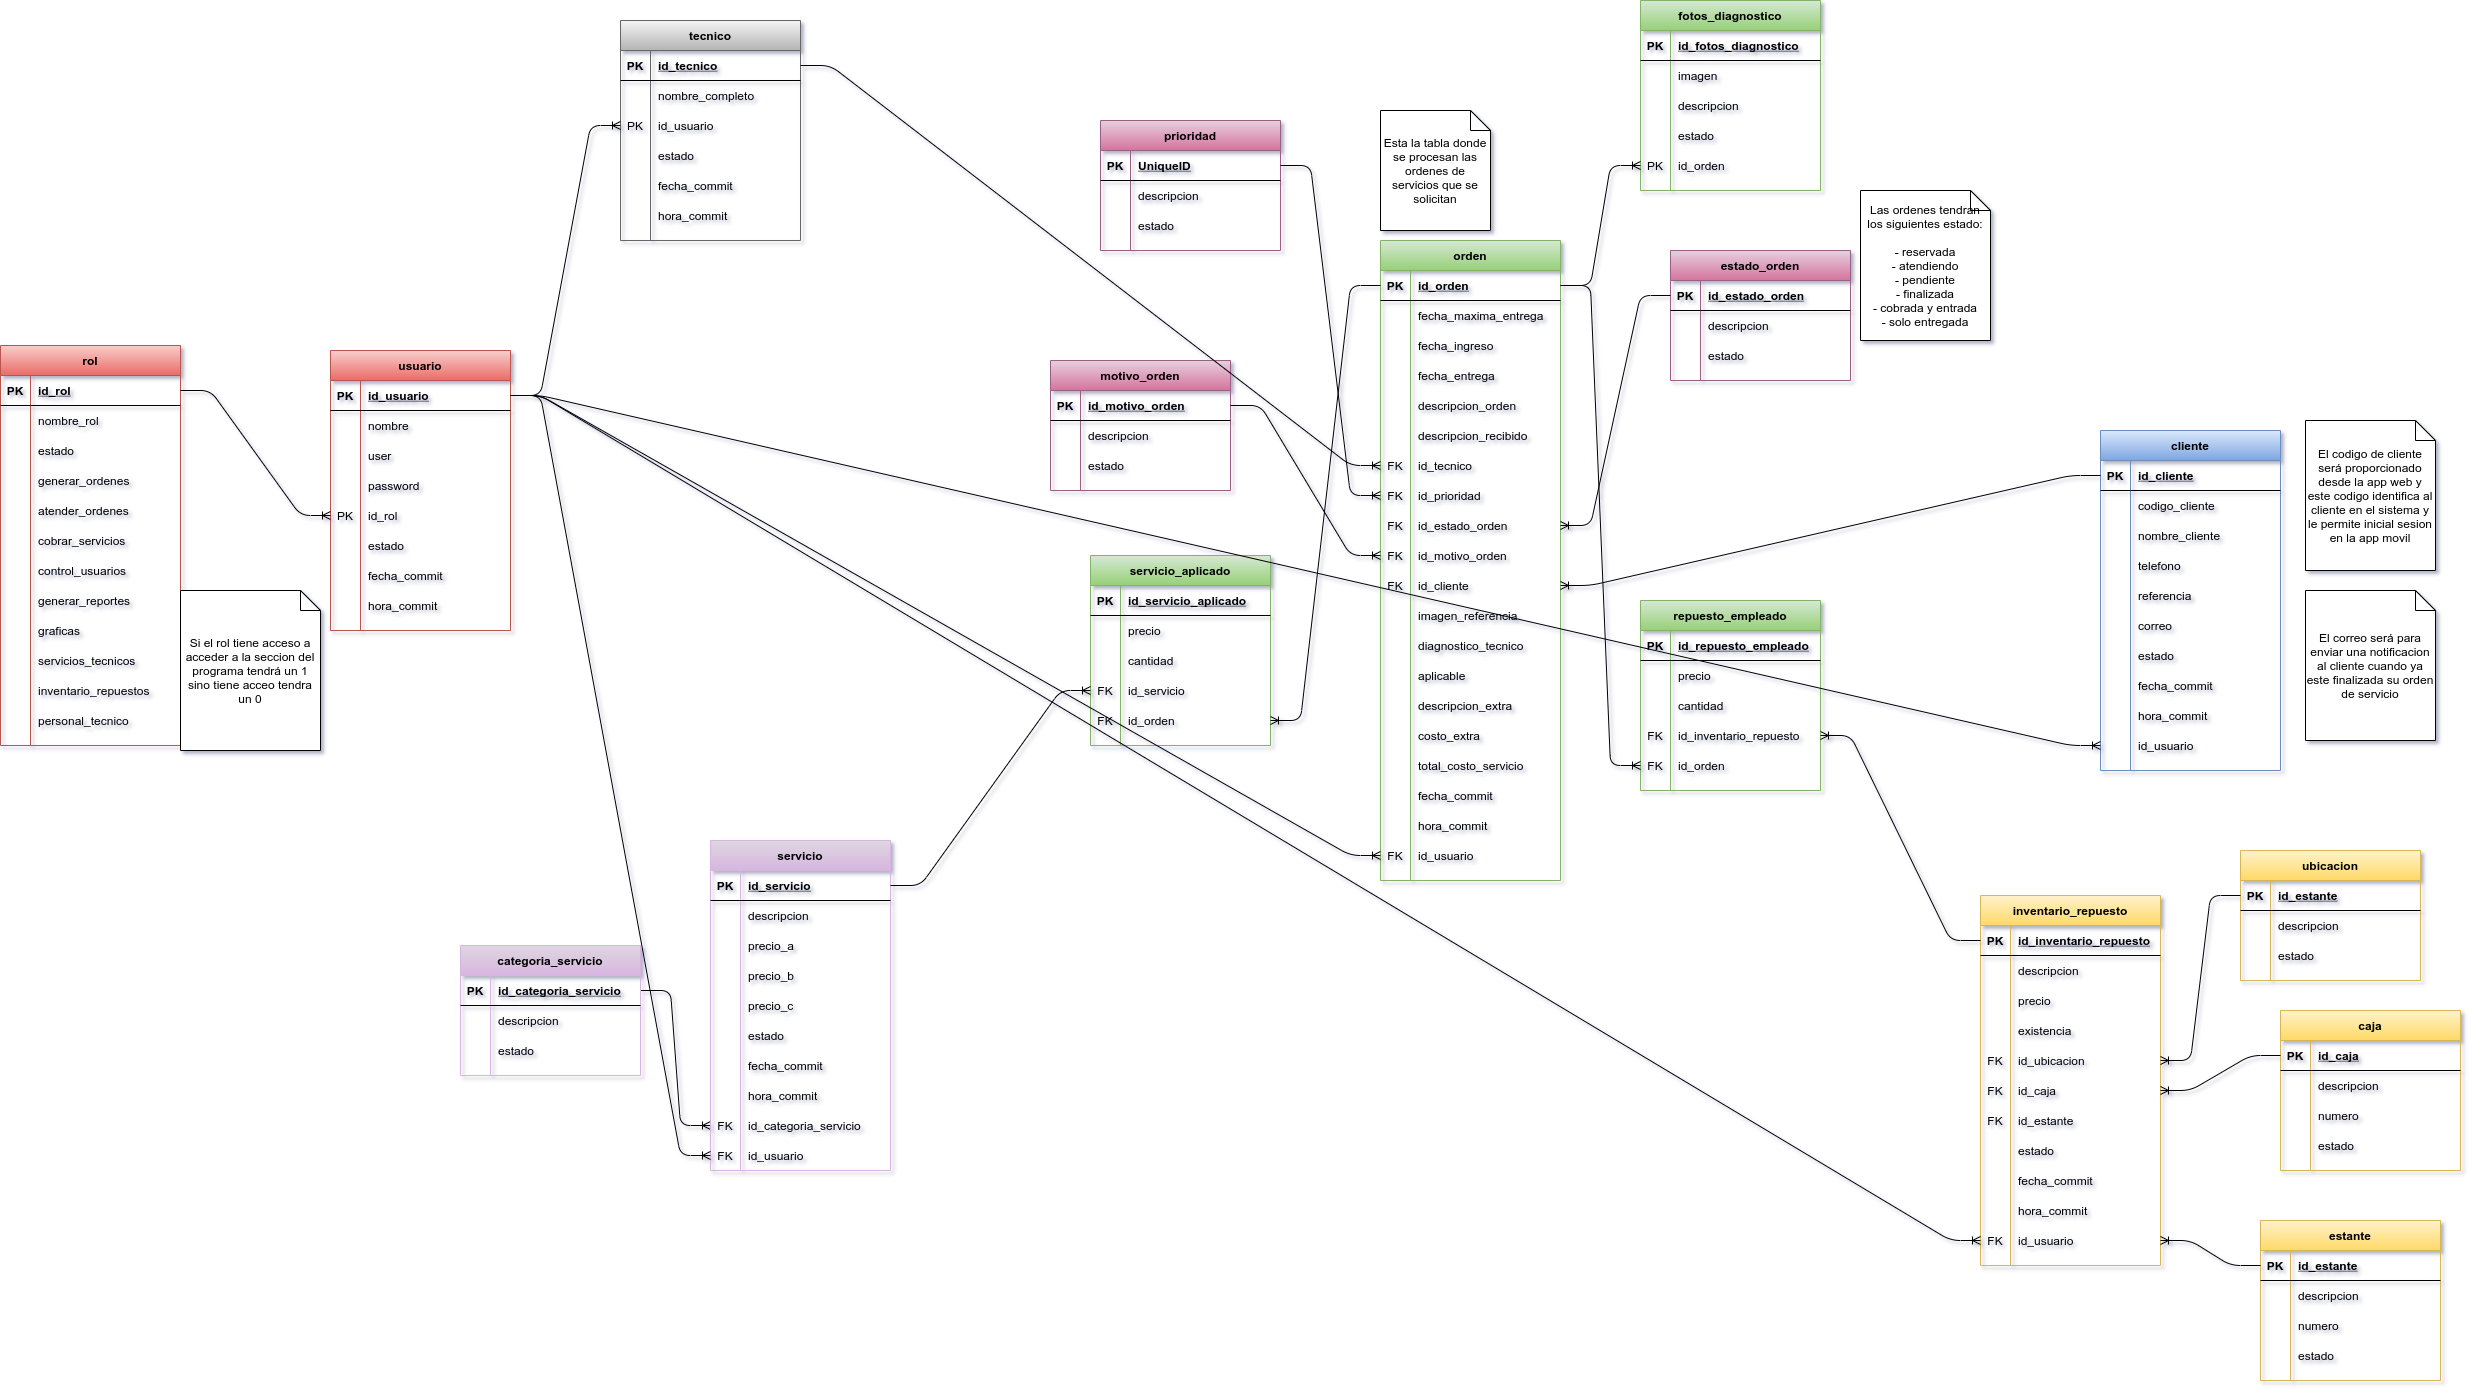 tecnico
PK id_tecnico
nombre_completo
PK id_usuario
estado
fecha_commit
hora_commit
fotos_diagnostico
PK id_fotos_diagnostico
imagen
descripcion
estado
PK id_orden
prioridad
PK UniqueID
descripcion
estado
Esta la tabla donde
se procesan las
ordenes de
servicios que se
solicitan
Las ordenes tendran
los siguientes estado:
- reservada
- atendiendo
- pendiente
- finalizada
- cobrada y entrada
- solo entregada
estado_orden
PK id_estado_orden
descripcion
estado
orden
PK id_orden
fecha_maxima_entrega
fecha_ingreso
fecha_entrega
descripcion_orden
descripcion_recibido
FK id_tecnico
FK id_prioridad
FK id_estado_orden
FK id_motivo_orden
FK id_cliente
imagen_referencia
diagnostico_tecnico
aplicable
descripcion_extra
costo_extra
total_costo_servicio
fecha_commit
hora_commit
FK id_usuario
rol
PK id_rol
nombre_rol
estado
generar_ordenes
atender_ordenes
cobrar_servicios
control_usuarios
generar_reportes
graficas
servicios_tecnicos
inventario_repuestos
personal_tecnico
Si el rol tiene acceso a
acceder a la seccion del
programa tendrá un 1
sino tiene acceo tendra
un 0
usuario
PK id_usuario
nombre
user
password
PK id_rol
estado
fecha_commit
hora_commit
motivo_orden
PK id_motivo_orden
descripcion
estado
servicio_aplicado
PK id_servicio_aplicado
precio
cantidad
FK id_servicio
FK id_orden
repuesto_empleado
PK id_repuesto_empleado
precio
cantidad
FK id_inventario_repuesto
FK id_orden
cliente
PK id_cliente
codigo_cliente
nombre_cliente
telefono
referencia
correo
estado
fecha_commit
hora_commit
id_usuario
El codigo de cliente
será proporcionado
desde la app web y
este codigo identifica al
cliente en el sistema y
le permite inicial sesion
en la app movil
El correo será para
enviar una notificacion
al cliente cuando ya
este finalizada su orden
de servicio
servicio
PK id_servicio
descripcion
precio_a
precio_b
precio_c
estado
fecha_commit
hora_commit
FK id_categoria_servicio
FK id_usuario
categoria_servicio
PK id_categoria_servicio
descripcion
estado
inventario_repuesto
PK id_inventario_repuesto
descripcion
precio
existencia
FK id_ubicacion
FK id_caja
FK id_estante
estado
fecha_commit
hora_commit
FK id_usuario
ubicacion
PK id_estante
descripcion
estado
caja
PK id_caja
descripcion
numero
estado
estante
PK id_estante
descripcion
numero
estado